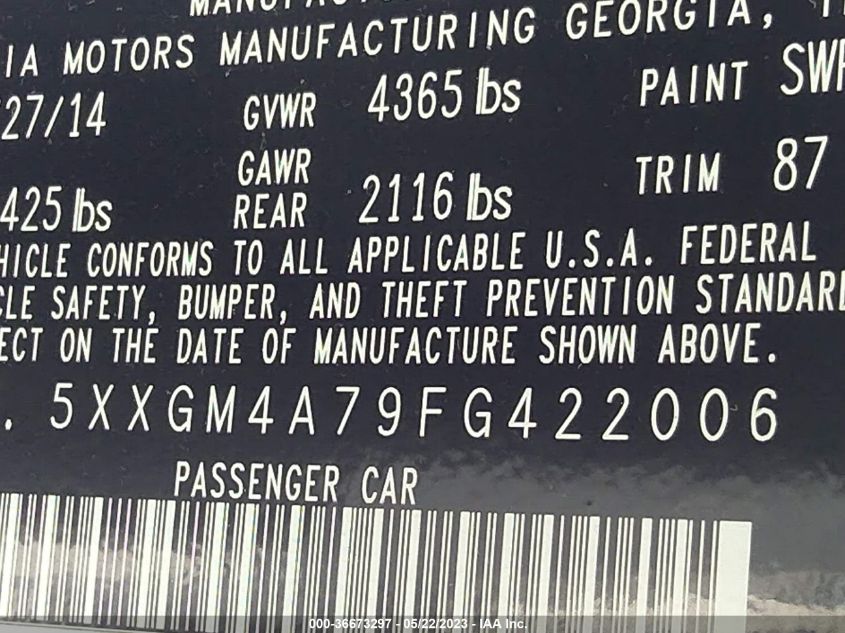 IA MOTORS MANUFACTURING GEORGIA,
27/14 GVWR 4365 lbs PAINT SW
GAWR
425 lbs REAR 2116 lbs TRIM 87
HICLE CONFORMS TO ALL APPLICABLE U.S.A. FEDERAL
CLE SAFETY, BUMPER, AND THEFT PREVENTION STANDARD
ECT ON THE DATE OF MANUFACTURE SHOWN ABOVE.
. 5XXGM4A79FG422006
PASSENGER CAR
000-36673297 - 05/22/2023 - IAA Inc.